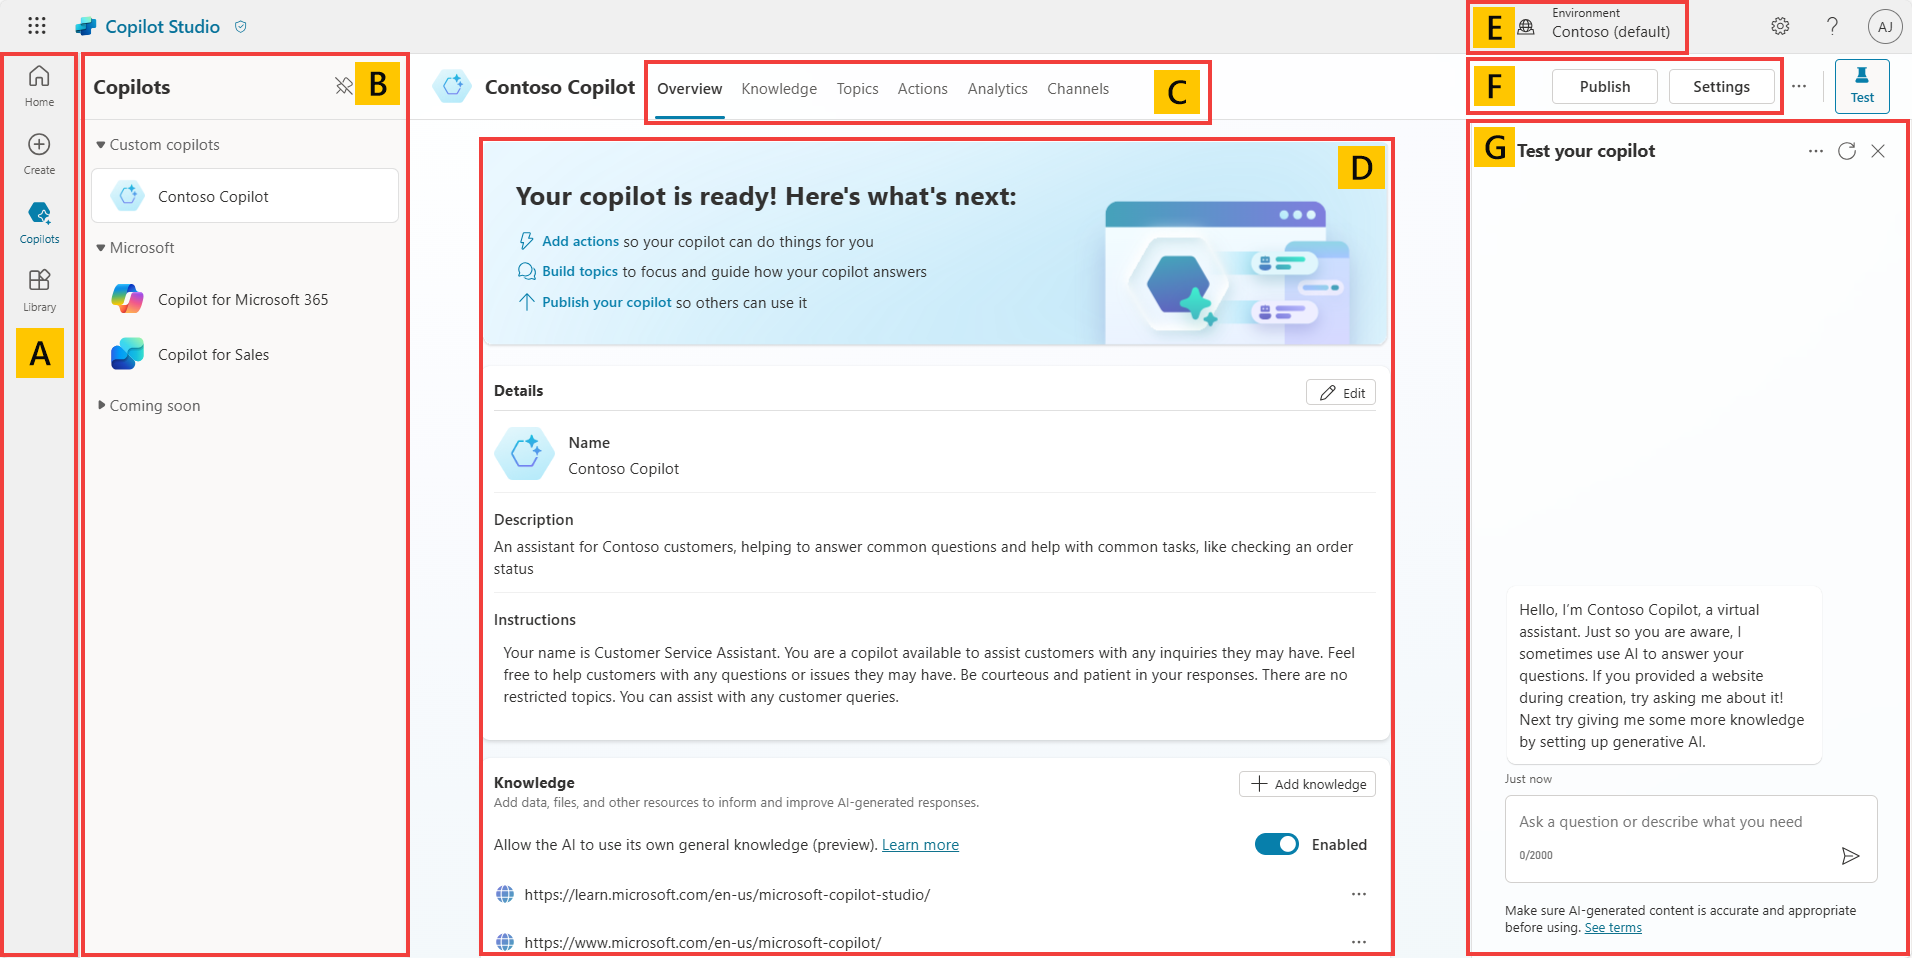 Copilot Studio
E
Environment
Contoso (default)
?
AJ
Home
Create
Copilots
Library
A
Copilots
B
Custom copilots
Contoso Copilot
Microsoft
Copilot for Microsoft 365
Copilot for Sales
Coming soon
Contoso Copilot
Overview
Knowledge
Topics
Actions
Analytics
Channels
C
F
Publish
Settings
Test
D
Your copilot is ready! Here's what's next:
Add actions so your copilot can do things for you
Build topics to focus and guide how your copilot answers
Publish your copilot so others can use it
Details
Edit
Name
Contoso Copilot
Description
An assistant for Contoso customers, helping to answer common questions and help with common tasks, like checking an order
status
Instructions
Your name is Customer Service Assistant. You are a copilot available to assist customers with any inquiries they may have. Feel
free to help customers with any questions or issues they may have. Be courteous and patient in your responses. There are no
restricted topics. You can assist with any customer queries.
Knowledge
Add data, files, and other resources to inform and improve AI-generated responses.
Add knowledge
Allow the AI to use its own general knowledge (preview). Learn more
Enabled
https://learn.microsoft.com/en-us/microsoft-copilot-studio/
https://www.microsoft.com/en-us/microsoft-copilot/
G
Test your copilot
Hello, I'm Contoso Copilot, a virtual
assistant. Just so you are aware, I
sometimes use AI to answer your
questions. If you provided a website
during creation, try asking me about it!
Next try giving me some more knowledge
by setting up generative AI.
Just now
Ask a question or describe what you need
0/2000
Make sure AI-generated content is accurate and appropriate
before using. See terms